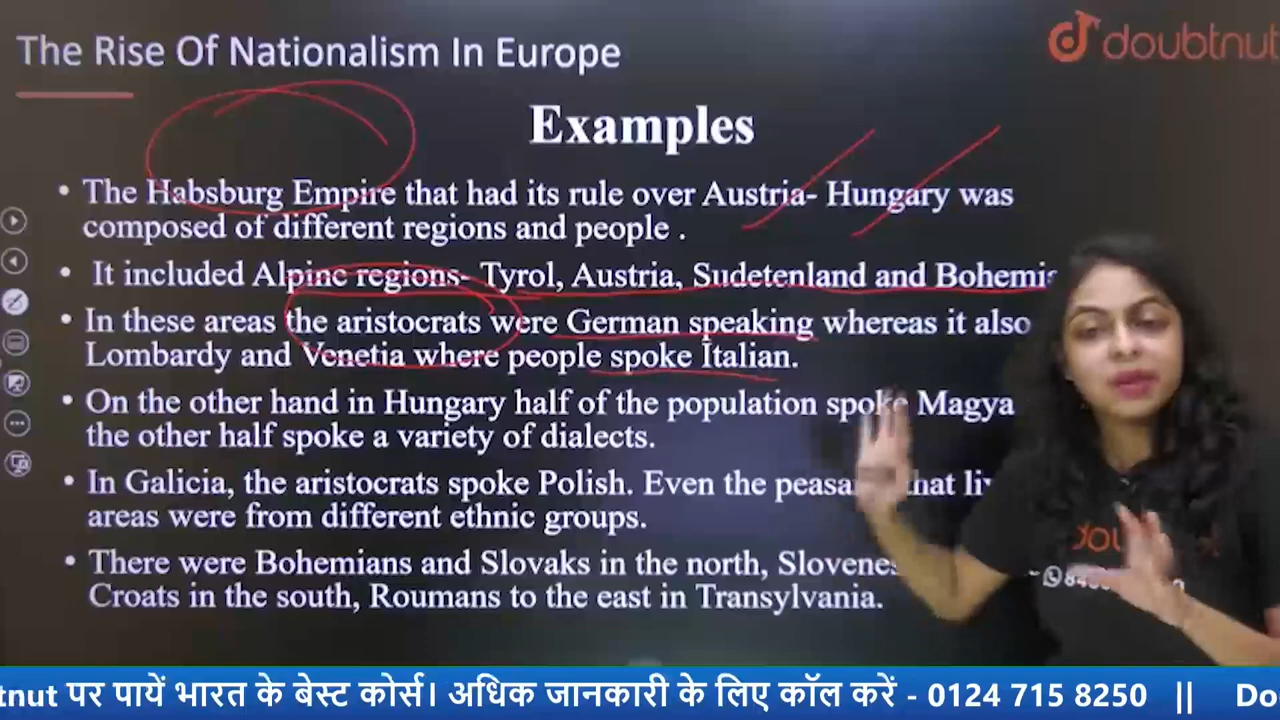 The Rise Of Nationalism In Europe
doubtnut
Examples
• The Habsburg Empire that had its rule over Austria- Hungary was
composed of different regions and people .
• It included Alpine regions- Tyrol, Austria, Sudetenland and Bohemia
• In these areas the aristocrats were German speaking whereas it also
Lombardy and Venetia where people spoke Italian.
• On the other hand in Hungary half of the population spoke Magya
the other half spoke a variety of dialects.
• In Galicia, the aristocrats spoke Polish. Even the that
areas were from different ethnic groups.
• There were Bohemians and Slovaks in the north, Slovenes
Croats in the south, Roumans to the east in Transylvania.
tnut पर पायें भारत के बेस्ट कोर्स। अधिक जानकारी के लिए कॉल करें - 0124 715 8250 || Do